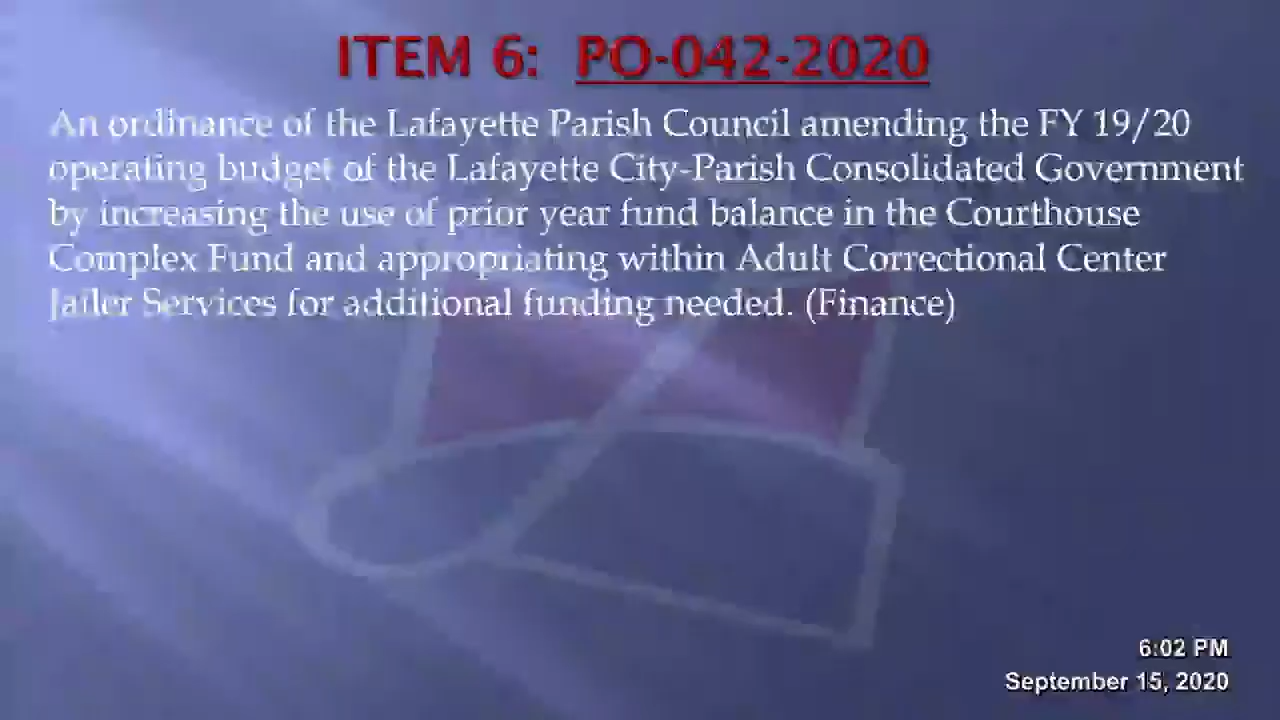 ITEM 6: PO-042-2020
An ordinance of the Lafayette Parish Council amending the FY 19/20
operating budget of the Lafayette City-Parish Consolidated Government
by increasing the use of prior year fund balance in the Courthouse
Complex Fund and appropriating within Adult Correctional Center
Jailer Services for additional funding needed. (Finance)
6:02 PM
September 15, 2020